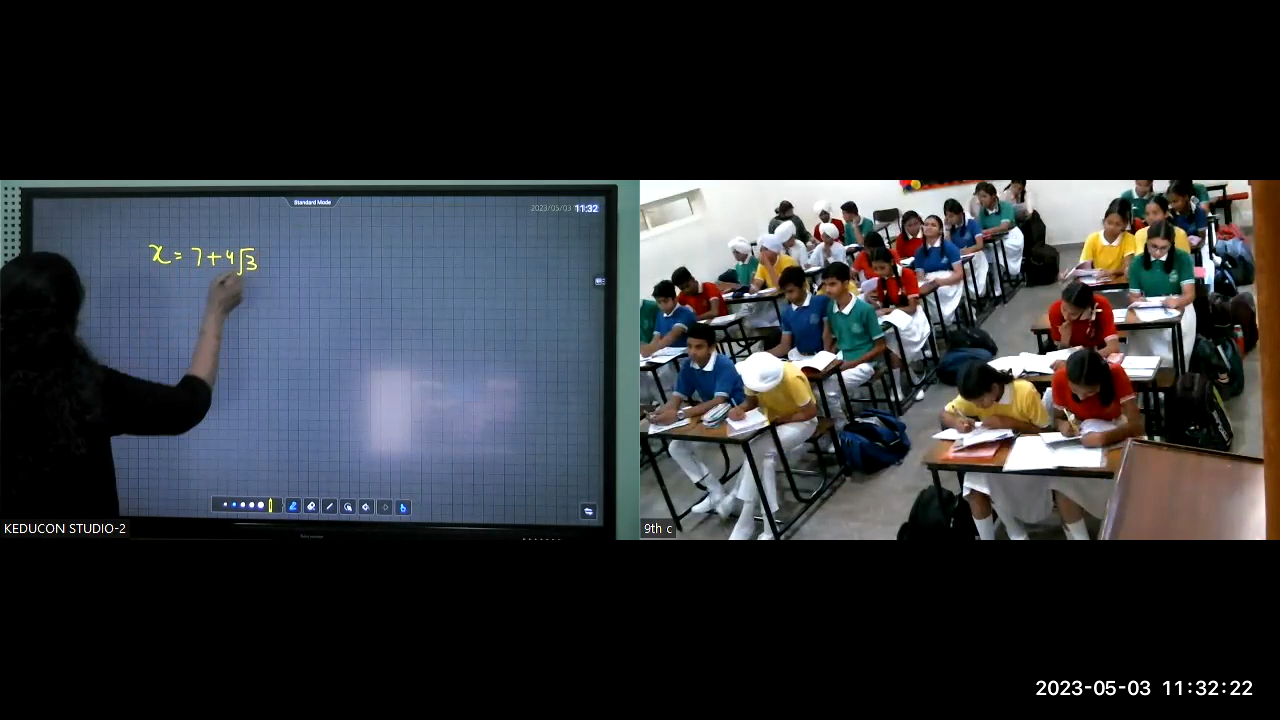 Standard Mode
2023/05/03 11:32
x = 7 + 4√3
KEDUCON STUDIO-2
9th c
2023-05-03 11:32:22